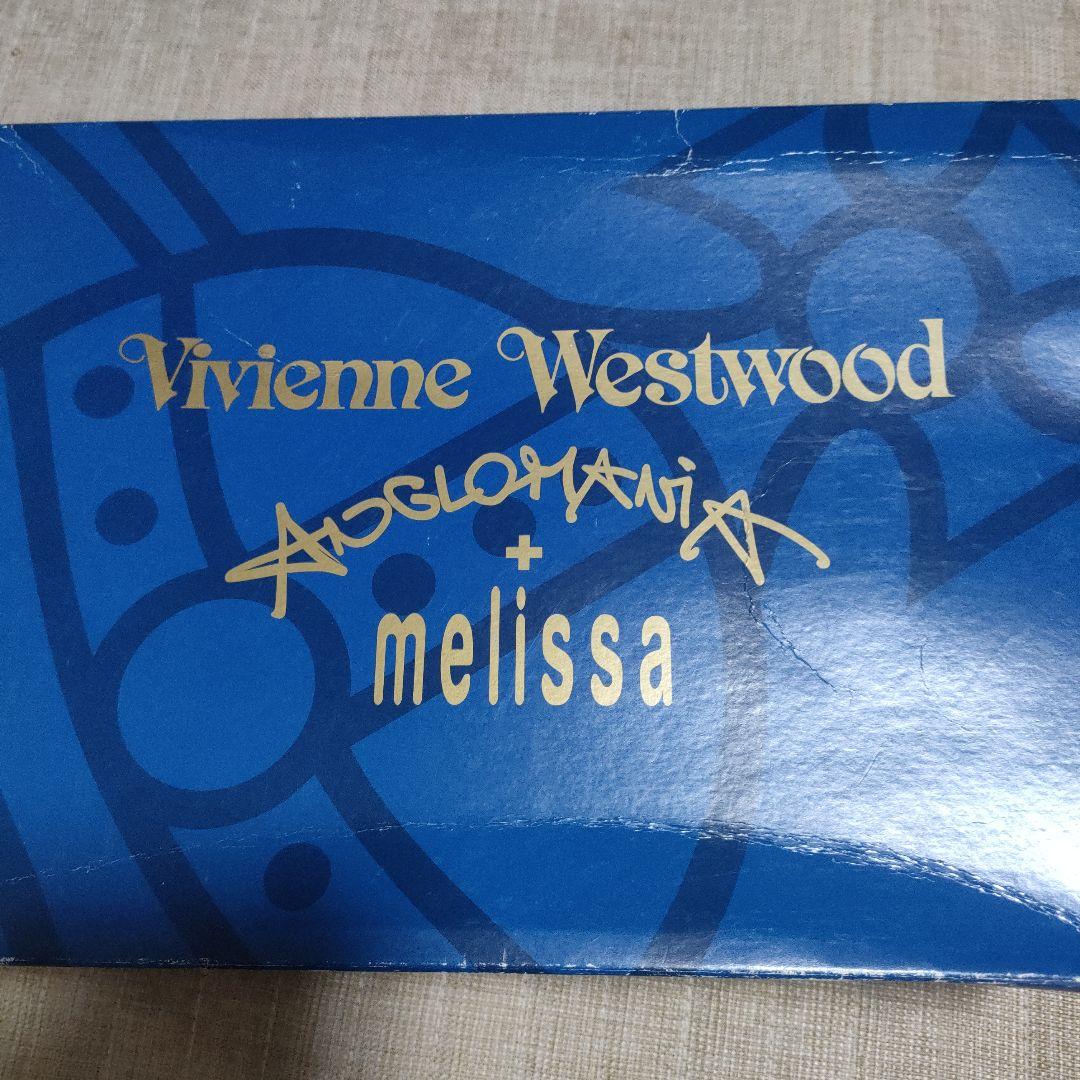 Vivienne Westwood
ANGLOMANiA
+
melissa